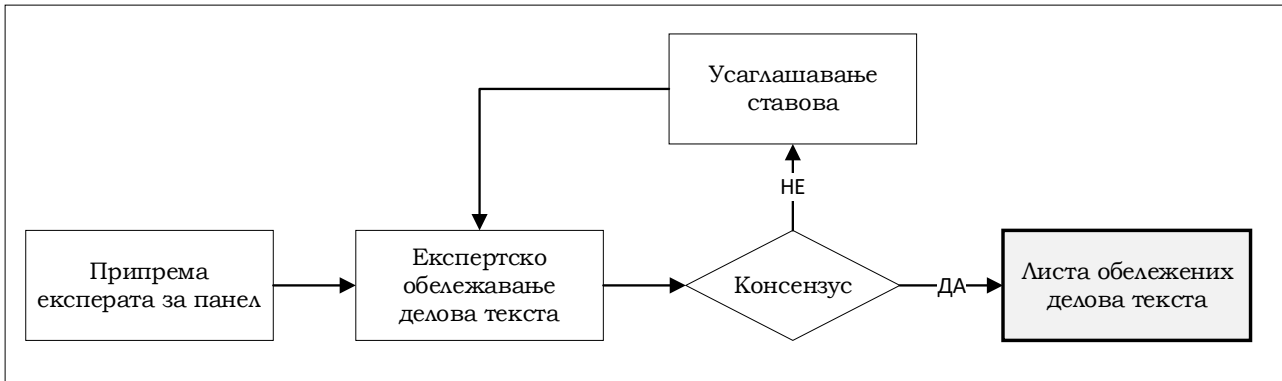 Усаглашавање
ставова
НЕ
Припрема
експерата за панел
Експертско
обележавање
делова текста
Консензус
ДА
Листа обележених
делова текста